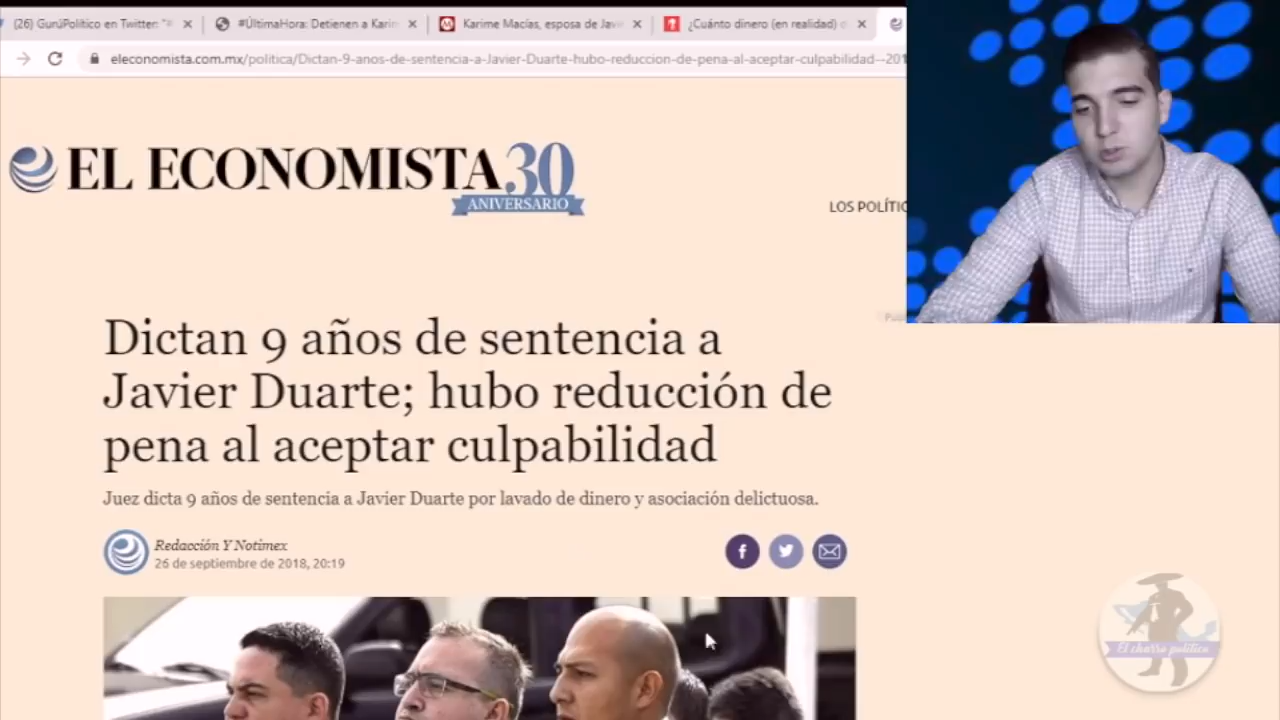 (26) GurúPolítico en Twitter: "#
#ÚltimaHora: Detienen a Karim
Karime Macías, esposa de Javie
¿Cuánto dinero (en realidad)
eleconomista.com.mx/politica/Dictan-9-anos-de-sentencia-a-Javier-Duarte-hubo-reduccion-de-pena-al-aceptar-culpabilidad--201
EL ECONOMISTA 30
ANIVERSARIO
LOS POLÍTIC
Dictan 9 años de sentencia a
Javier Duarte; hubo reducción de
pena al aceptar culpabilidad
Juez dicta 9 años de sentencia a Javier Duarte por lavado de dinero y asociación delictuosa.
Redacción Y Notimex
26 de septiembre de 2018, 20:19
El charro político